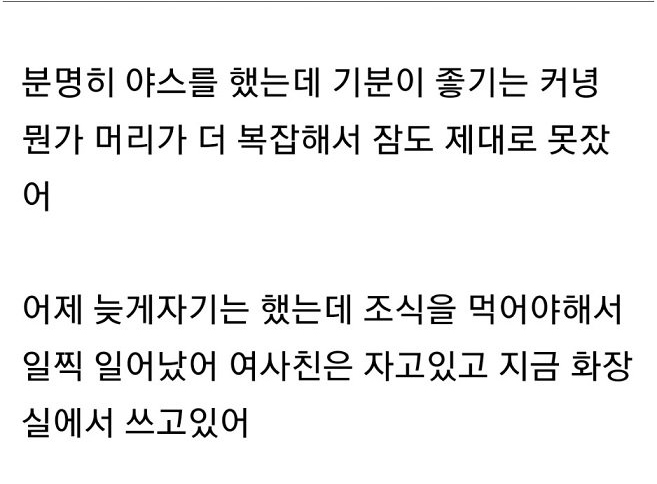 분명히 야스를 했는데 기분이 좋기는 커녕
뭔가 머리가 더 복잡해서 잠도 제대로 못잤
어
어제 늦게자기는 했는데 조식을 먹어야해서
일찍 일어났어 여사친은 자고있고 지금 화장
실에서 쓰고있어